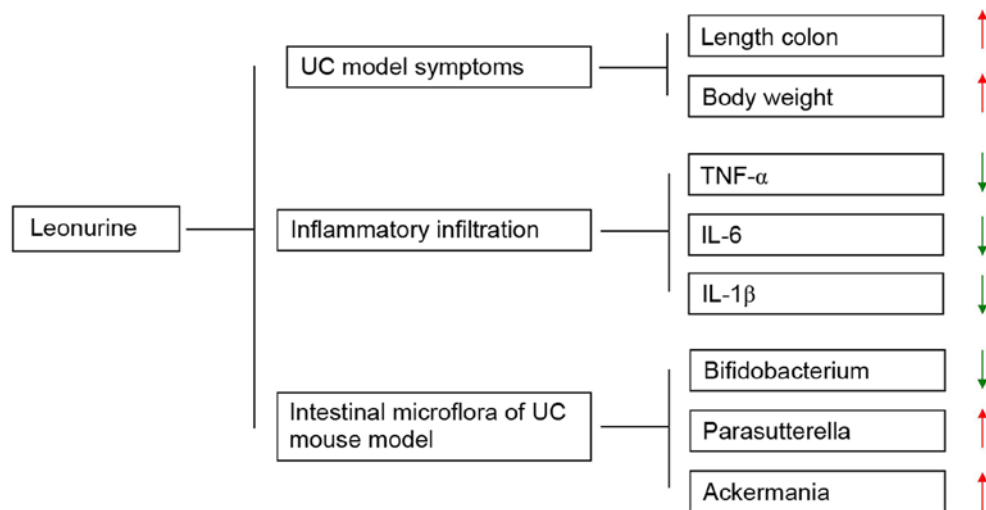 Leonurine
UC model symptoms
Length colon
Body weight
Inflammatory infiltration
TNF-α
IL-6
IL-1β
Intestinal microflora of UC
mouse model
Bifidobacterium
Parasutterella
Ackermania